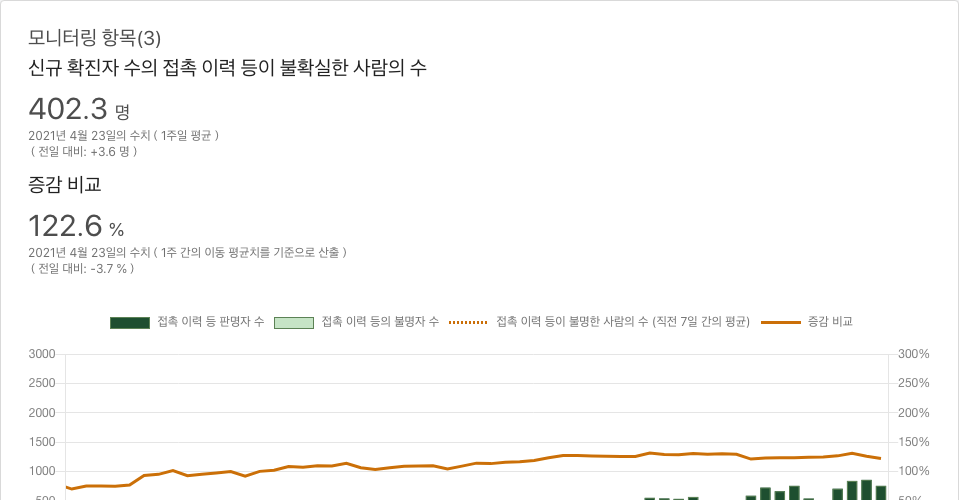 모니터링 항목(3)
신규 확진자 수의 접촉 이력 등이 불확실한 사람의 수
402.3 명
2021년 4월 23일의 수치 ( 1주일 평균 )
( 전일 대비: +3.6 명 )
증감 비교
122.6 %
2021년 4월 23일의 수치 ( 1주 간의 이동 평균치를 기준으로 산출 )
( 전일 대비: -3.7 % )
접촉 이력 등 판명자 수 접촉 이력 등의 불명자 수 접촉 이력 등이 불명한 사람의 수 (직전 7일 간의 평균) 증감 비교
3000 300%
2500 250%
2000 200%
1500 150%
1000 100%
500 50%